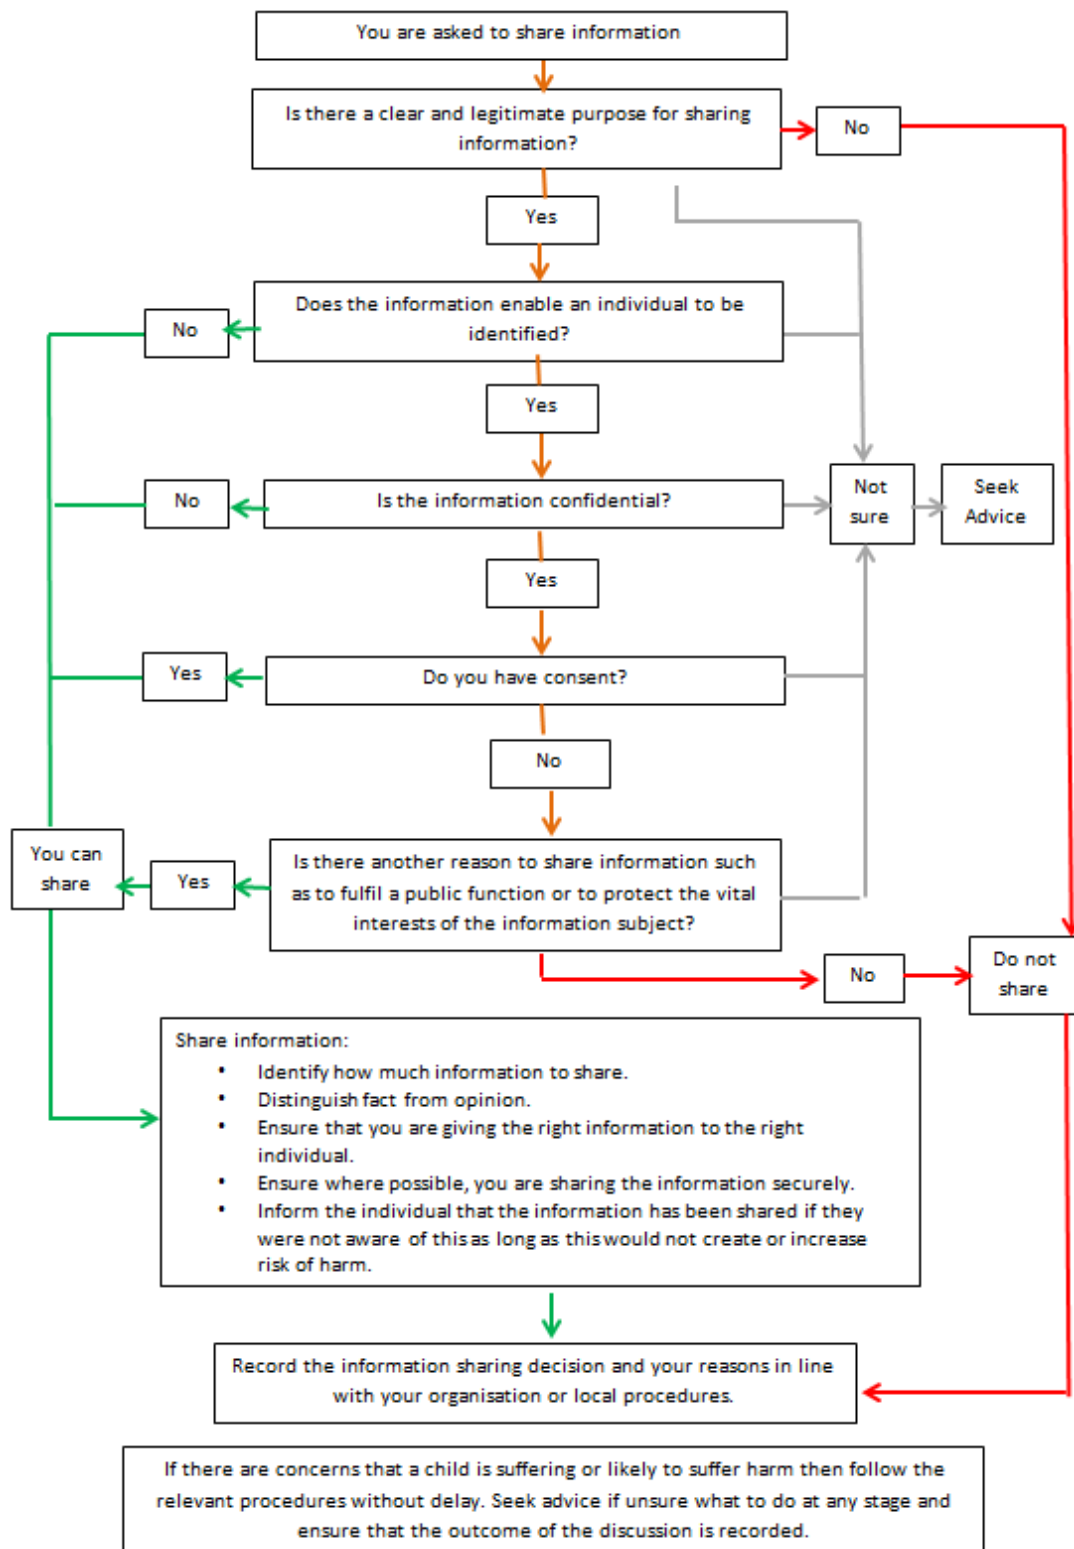 You are asked to share information
Is there a clear and legitimate purpose for sharing
information?
No
Yes
Does the information enable an individual to be
identified?
No
Yes
Is the information confidential?
No
Not
sure
Seek
Advice
Yes
Do you have consent?
Yes
No
You can
share
Yes
Is there another reason to share information such
as to fulfil a public function or to protect the vital
interests of the information subject?
No
Do not
share
Share information:
• Identify how much information to share.
• Distinguish fact from opinion.
• Ensure that you are giving the right information to the right
individual.
• Ensure where possible, you are sharing the information securely.
• Inform the individual that the information has been shared if they
were not aware of this as long as this would not create or increase
risk of harm.
Record the information sharing decision and your reasons in line
with your organisation or local procedures.
If there are concerns that a child is suffering or likely to suffer harm then follow the
relevant procedures without delay. Seek advice if unsure what to do at any stage and
ensure that the outcome of the discussion is recorded.